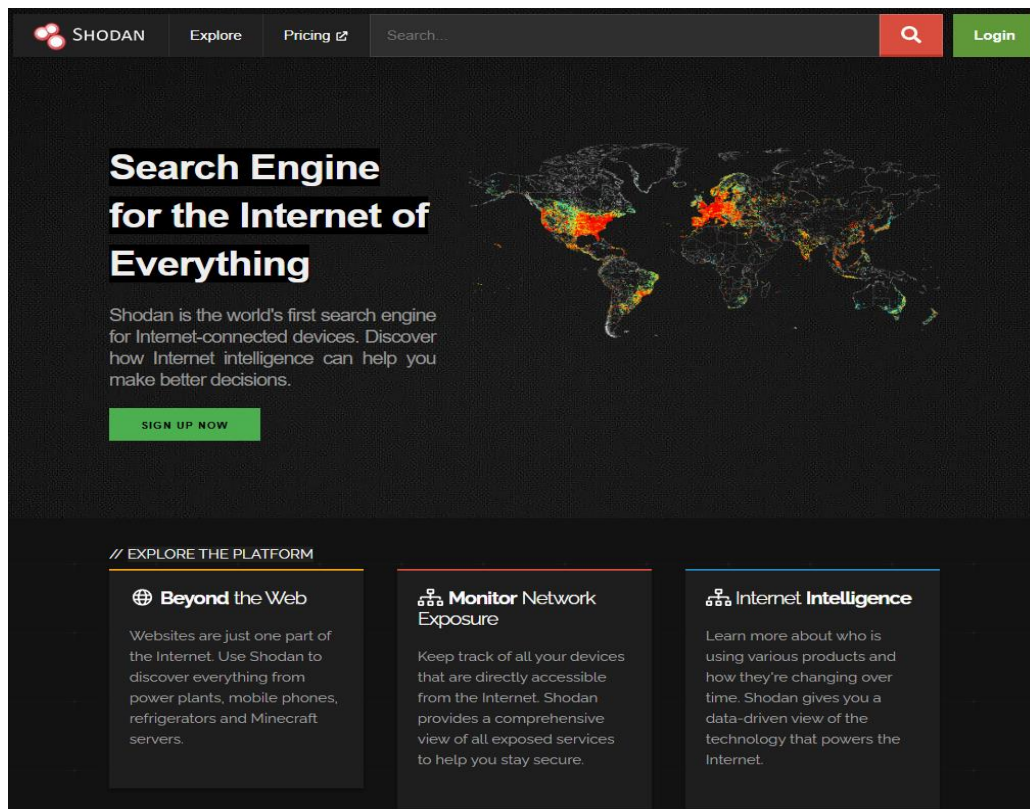 SHODAN Explore Pricing Search... Login
Search Engine
for the Internet of
Everything
Shodan is the world's first search engine
for Internet-connected devices. Discover
how Internet intelligence can help you
make better decisions.
SIGN UP NOW
// EXPLORE THE PLATFORM
Beyond the Web
Websites are just one part of
the Internet. Use Shodan to
discover everything from
power plants, mobile phones,
refrigerators and Minecraft
servers.
Monitor Network
Exposure
Keep track of all your devices
that are directly accessible
from the Internet. Shodan
provides a comprehensive
view of all exposed services
to help you stay secure.
Internet Intelligence
Learn more about who is
using various products and
how they're changing over
time. Shodan gives you a
data-driven view of the
technology that powers the
Internet.